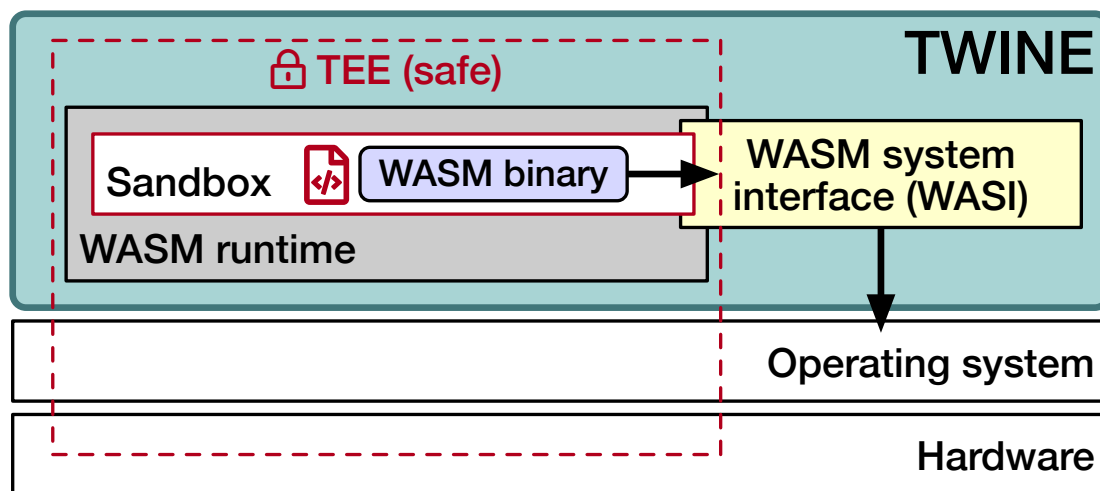 TWINE
TEE (safe)
Sandbox
</>
WASM binary
WASM system
interface (WASI)
WASM runtime
Operating system
Hardware